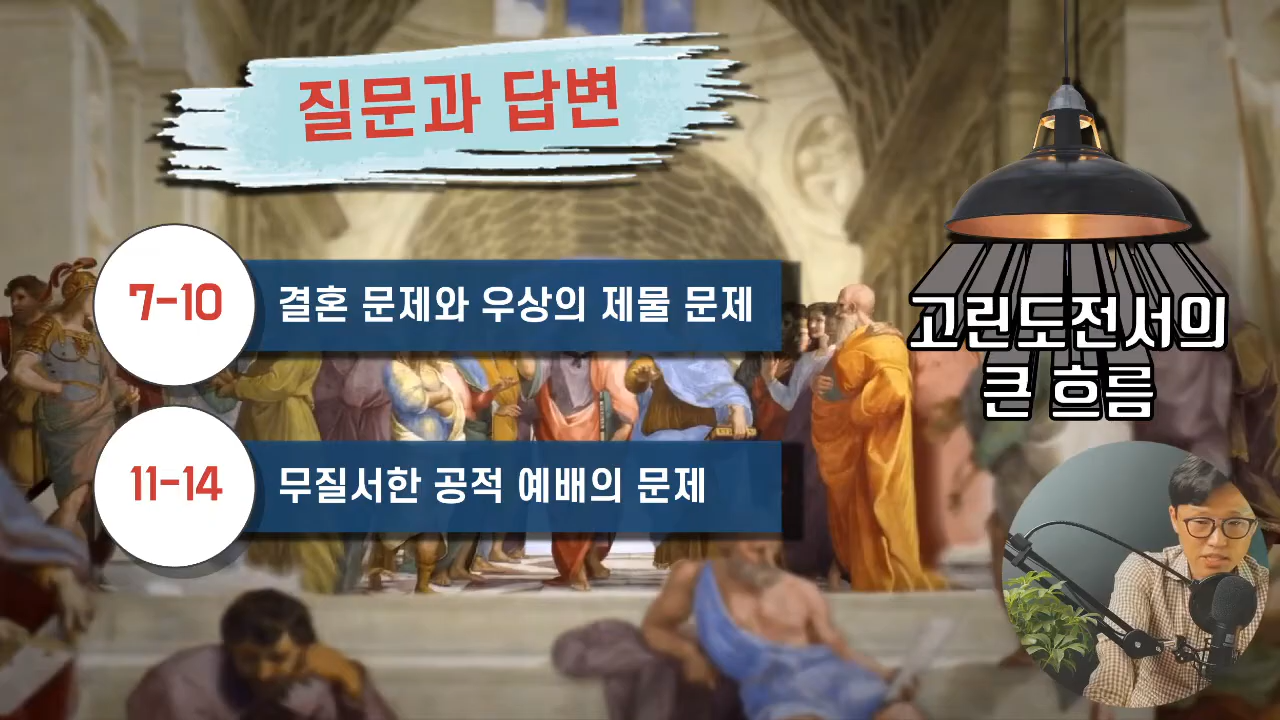 질문과 답변
7-10
결혼 문제와 우상의 제물 문제
11-14
무질서한 공적 예배의 문제
고린도전서의
큰 흐름